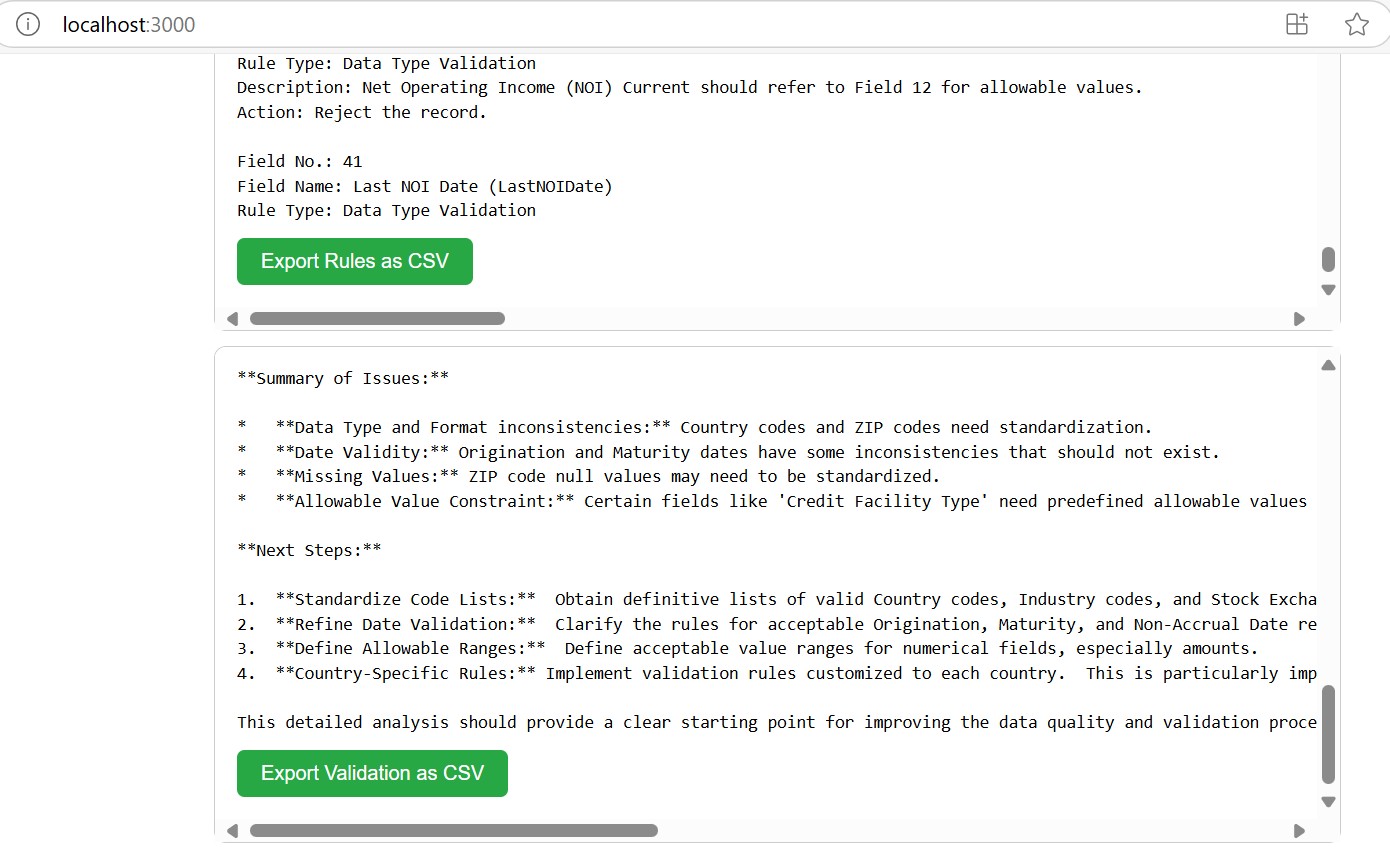 localhost:3000
Rule Type: Data Type Validation
Description: Net Operating Income (NOI) Current should refer to Field 12 for allowable values.
Action: Reject the record.
Field No.: 41
Field Name: Last NOI Date (LastNOIDate)
Rule Type: Data Type Validation
Export Rules as CSV
**Summary of Issues:**
*   **Data Type and Format inconsistencies:** Country codes and ZIP codes need standardization.
*   **Date Validity:** Origination and Maturity dates have some inconsistencies that should not exist.
*   **Missing Values:** ZIP code null values may need to be standardized.
*   **Allowable Value Constraint:** Certain fields like 'Credit Facility Type' need predefined allowable values
**Next Steps:**
1.  **Standardize Code Lists:**  Obtain definitive lists of valid Country codes, Industry codes, and Stock Excha
2.  **Refine Date Validation:**  Clarify the rules for acceptable Origination, Maturity, and Non-Accrual Date re
3.  **Define Allowable Ranges:**  Define acceptable value ranges for numerical fields, especially amounts.
4.  **Country-Specific Rules:** Implement validation rules customized to each country.  This is particularly imp
This detailed analysis should provide a clear starting point for improving the data quality and validation proce
Export Validation as CSV